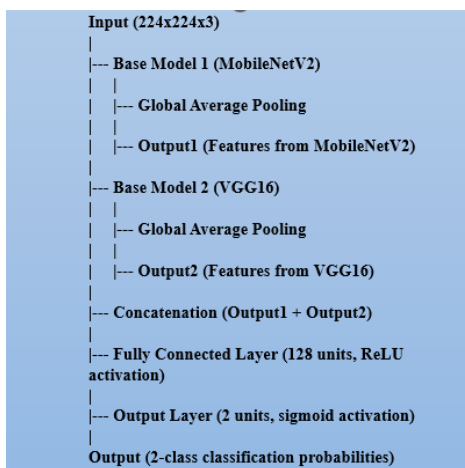 Input (224x224x3)
|
|--- Base Model 1 (MobileNetV2)
| |
| |--- Global Average Pooling
| |
| |--- Output1 (Features from MobileNetV2)
|
|--- Base Model 2 (VGG16)
| |
| |--- Global Average Pooling
| |
| |--- Output2 (Features from VGG16)
|
|--- Concatenation (Output1 + Output2)
|
|--- Fully Connected Layer (128 units, ReLU
activation)
|
|--- Output Layer (2 units, sigmoid activation)
|
Output (2-class classification probabilities)